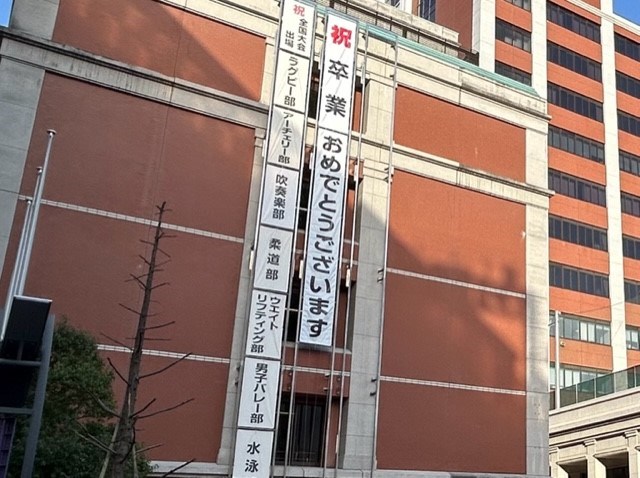 祝
卒業
おめでとうございます
祝
全国大会
出場
ラグビー部
アーチェリー部
吹奏楽部
柔道部
ウエイト
リフティング部
男子バレー部
水泳